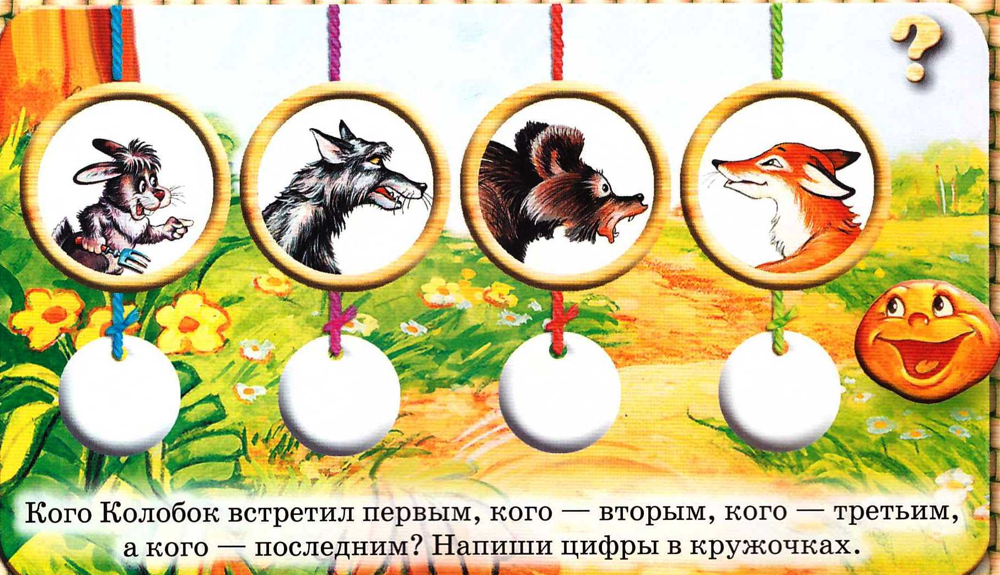 ?
Кого Колобок встретил первым, кого — вторым, кого — третьим,
а кого — последним? Напиши цифры в кружочках.